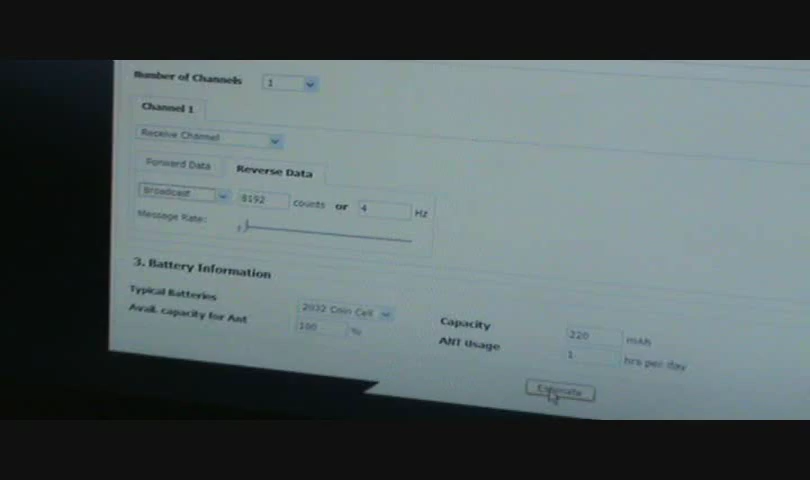 Number of Channels 1
Channel 1
Receive Channel
Forward Data Reverse Data
Broadcast 8192 counts or 4 Hz
Message Rate:
3. Battery Information
Typical Batteries 2032 Coin Cell
Capacity 220 mAh
Avail. capacity for Ant 100 %
ANT Usage 1 hrs per day
Estimate